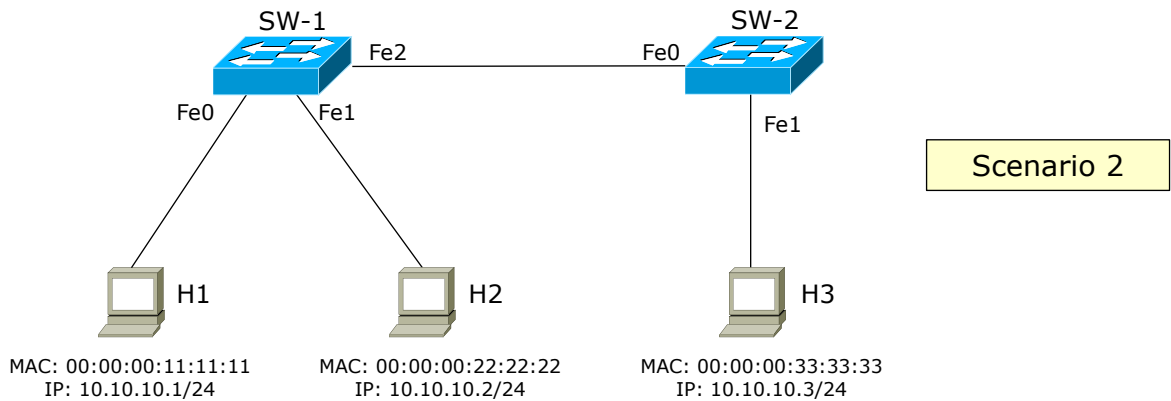 SW-1
SW-2
Fe2
Fe0
Fe0
Fe1
Fe1
Scenario 2
H1
H2
H3
MAC: 00:00:00:11:11:11
IP: 10.10.10.1/24
MAC: 00:00:00:22:22:22
IP: 10.10.10.2/24
MAC: 00:00:00:33:33:33
IP: 10.10.10.3/24